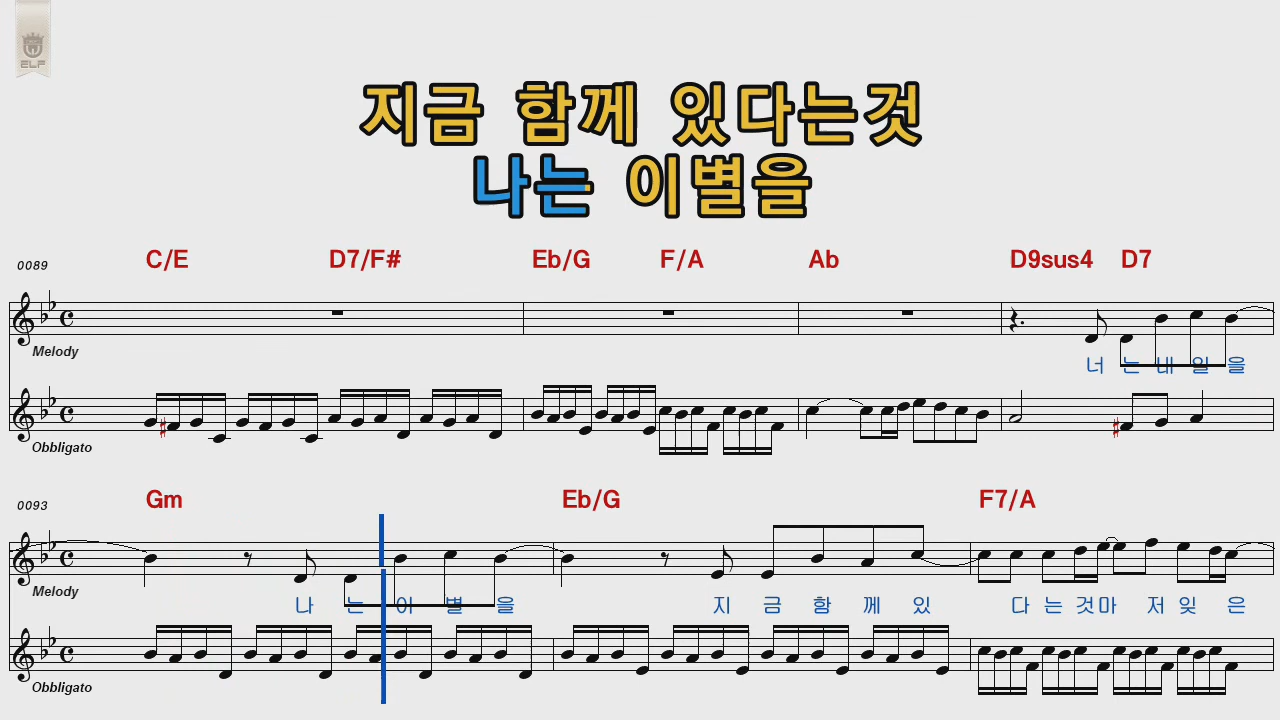 ELF
지금 함께 있다는것
나는 이별을
0089 C/E D7/F# Eb/G F/A Ab D9sus4 D7
Melody
너 는 내 일 을
Obbligato
0093 Gm Eb/G F7/A
Melody
나 는 이 별 을 지 금 함 께 있 다 는 것 마 저 잊 은
Obbligato